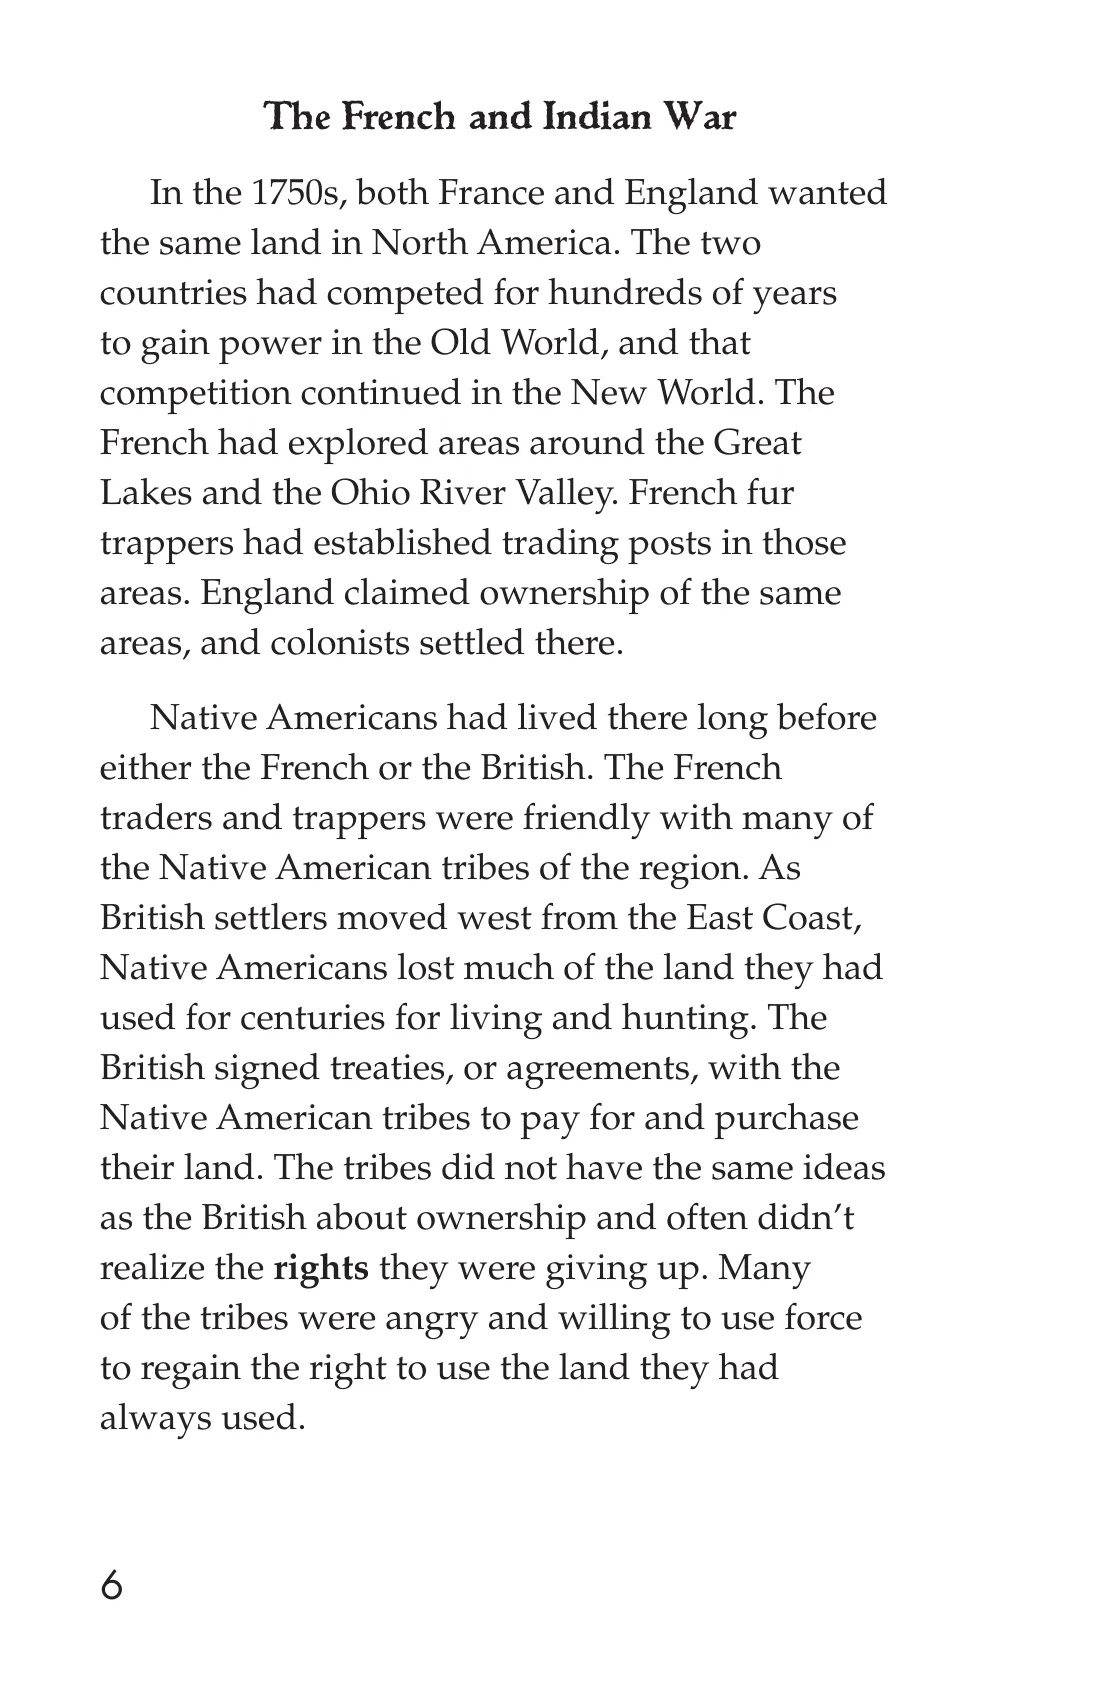 The French and Indian War
In the 1750s, both France and England wanted
the same land in North America. The two
countries had competed for hundreds of years
to gain power in the Old World, and that
competition continued in the New World. The
French had explored areas around the Great
Lakes and the Ohio River Valley. French fur
trappers had established trading posts in those
areas. England claimed ownership of the same
areas, and colonists settled there.
Native Americans had lived there long before
either the French or the British. The French
traders and trappers were friendly with many of
the Native American tribes of the region. As
British settlers moved west from the East Coast,
Native Americans lost much of the land they had
used for centuries for living and hunting. The
British signed treaties, or agreements, with the
Native American tribes to pay for and purchase
their land. The tribes did not have the same ideas
as the British about ownership and often didn’t
realize the rights they were giving up. Many
of the tribes were angry and willing to use force
to regain the right to use the land they had
always used.
6